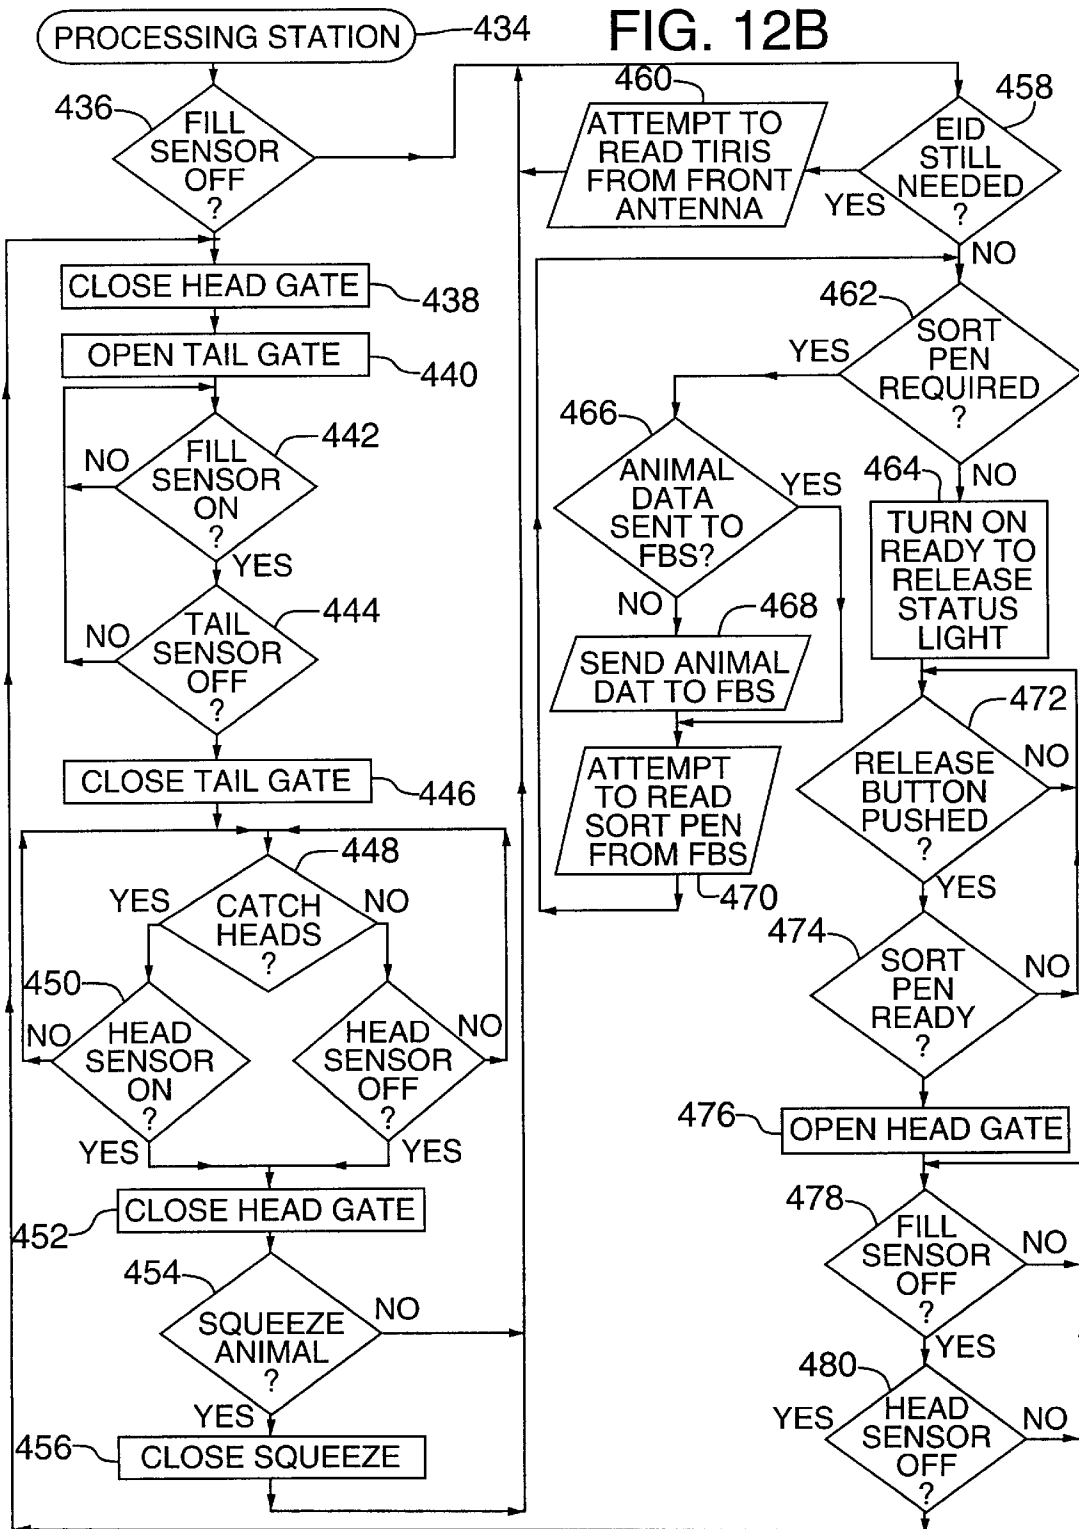 FIG. 12B
PROCESSING STATION
434
436
FILL
SENSOR
OFF
?
CLOSE HEAD GATE
438
OPEN TAIL GATE
440
442
FILL
SENSOR
ON
?
NO
YES
444
TAIL
SENSOR
OFF
?
NO
CLOSE TAIL GATE
446
448
CATCH
HEADS
?
YES
NO
450
HEAD
SENSOR
ON
?
NO
YES
HEAD
SENSOR
OFF
?
NO
YES
CLOSE HEAD GATE
452
454
SQUEEZE
ANIMAL
?
NO
YES
CLOSE SQUEEZE
456
458
EID
STILL
NEEDED
?
YES
NO
460
ATTEMPT TO
READ TIRIS
FROM FRONT
ANTENNA
462
SORT
PEN
REQUIRED
?
YES
NO
464
TURN ON
READY TO
RELEASE
STATUS
LIGHT
466
ANIMAL
DATA
SENT TO
FBS?
YES
NO
468
SEND ANIMAL
DAT TO FBS
ATTEMPT
TO READ
SORT PEN
FROM FBS
470
472
RELEASE
BUTTON
PUSHED
?
NO
YES
474
SORT
PEN
READY
?
NO
476
OPEN HEAD GATE
478
FILL
SENSOR
OFF
?
NO
YES
480
HEAD
SENSOR
OFF
?
YES
NO